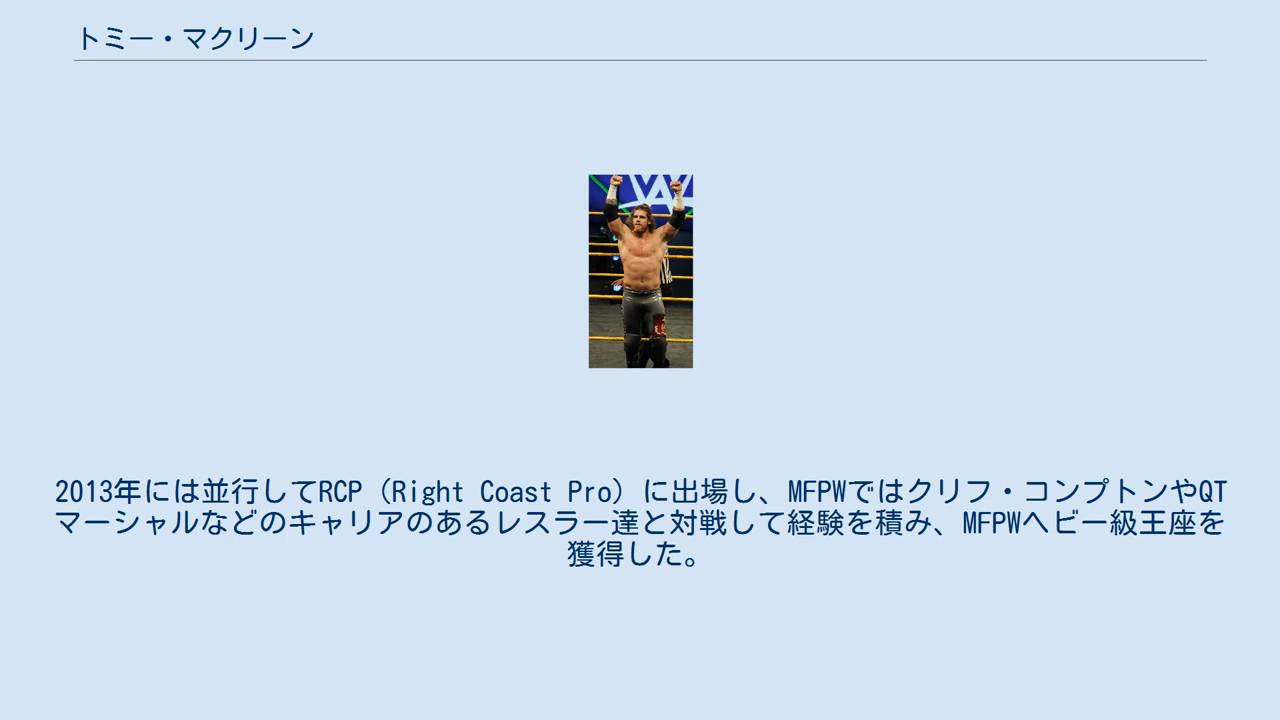 トミー・マクリーン
2013年には並行してRCP（Right Coast Pro）に出場し、MFPWではクリフ・コンプトンやQT
マーシャルなどのキャリアのあるレスラー達と対戦して経験を積み、MFPWヘビー級王座を
獲得した。